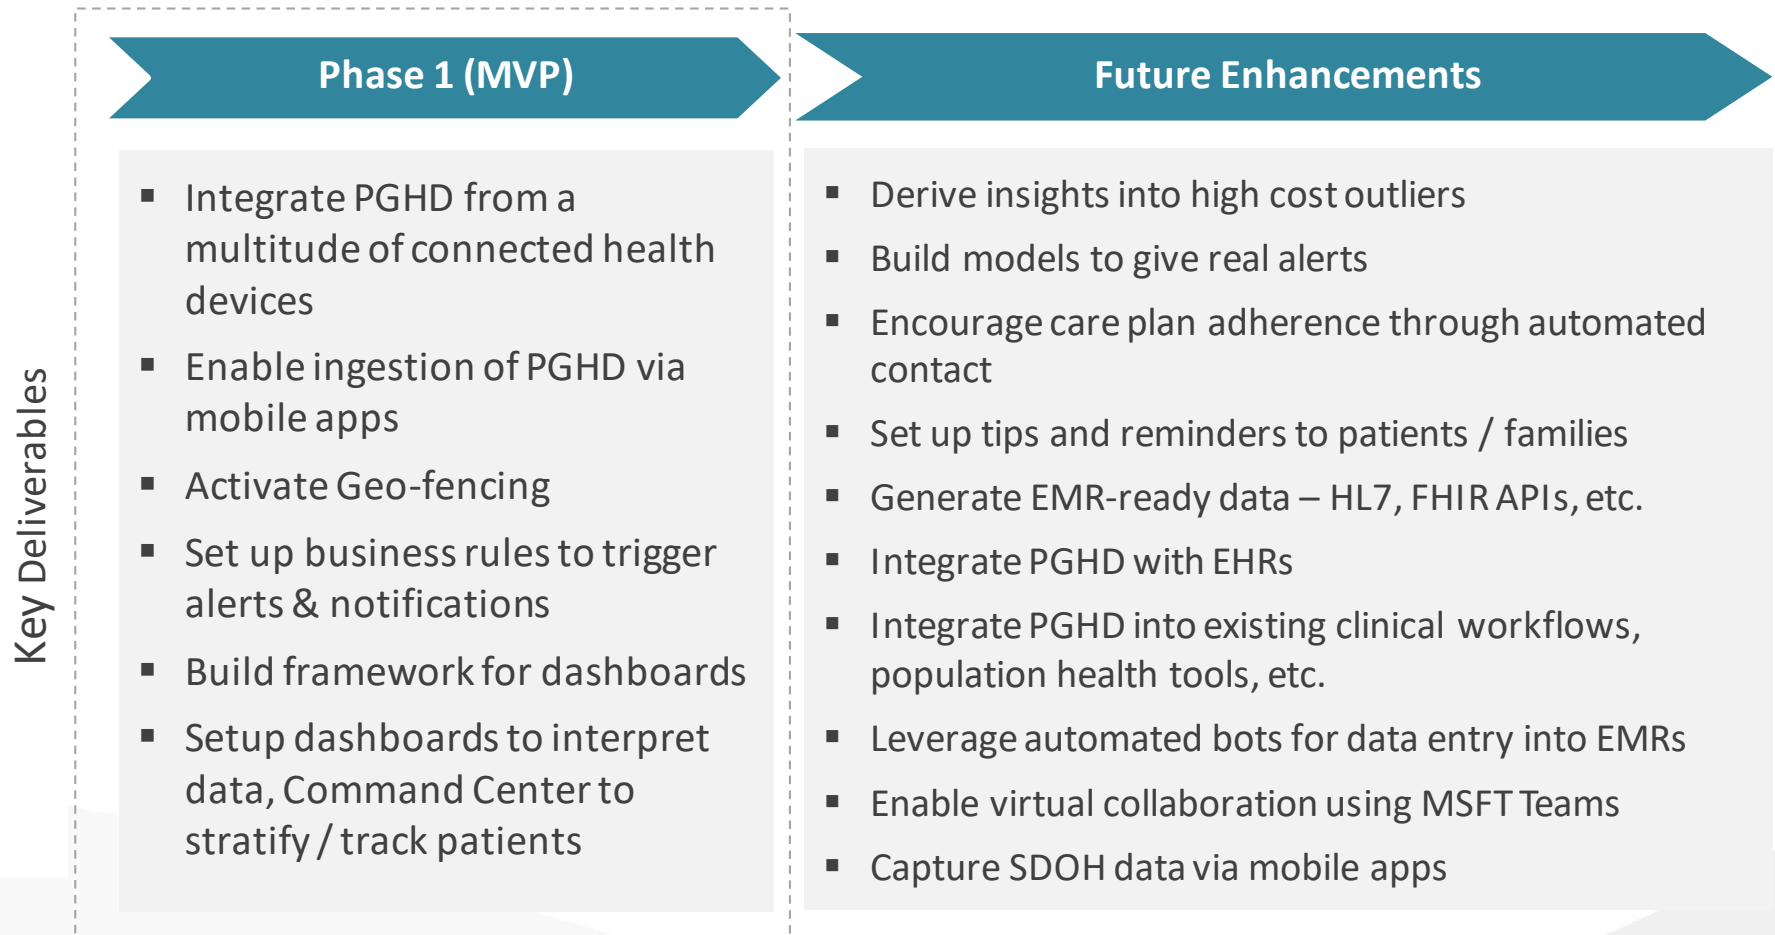 Key Deliverables
Phase 1 (MVP)
▪ Integrate PGHD from a
multitude of connected health
devices
▪ Enable ingestion of PGHD via
mobile apps
▪ Activate Geo-fencing
▪ Set up business rules to trigger
alerts & notifications
▪ Build framework for dashboards
▪ Setup dashboards to interpret
data, Command Center to
stratify / track patients
Future Enhancements
▪ Derive insights into high cost outliers
▪ Build models to give real alerts
▪ Encourage care plan adherence through automated
contact
▪ Set up tips and reminders to patients / families
▪ Generate EMR-ready data – HL7, FHIR APIs, etc.
▪ Integrate PGHD with EHRs
▪ Integrate PGHD into existing clinical workflows,
population health tools, etc.
▪ Leverage automated bots for data entry into EMRs
▪ Enable virtual collaboration using MSFT Teams
▪ Capture SDOH data via mobile apps